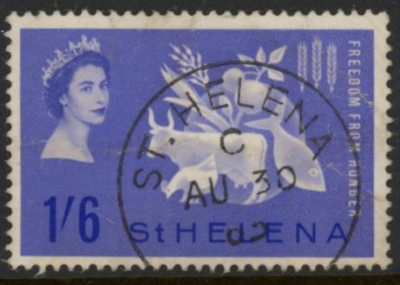 FREEDOM FROM HUNGER
ST. HELENA
C
AU 30
1/6
St HELENA